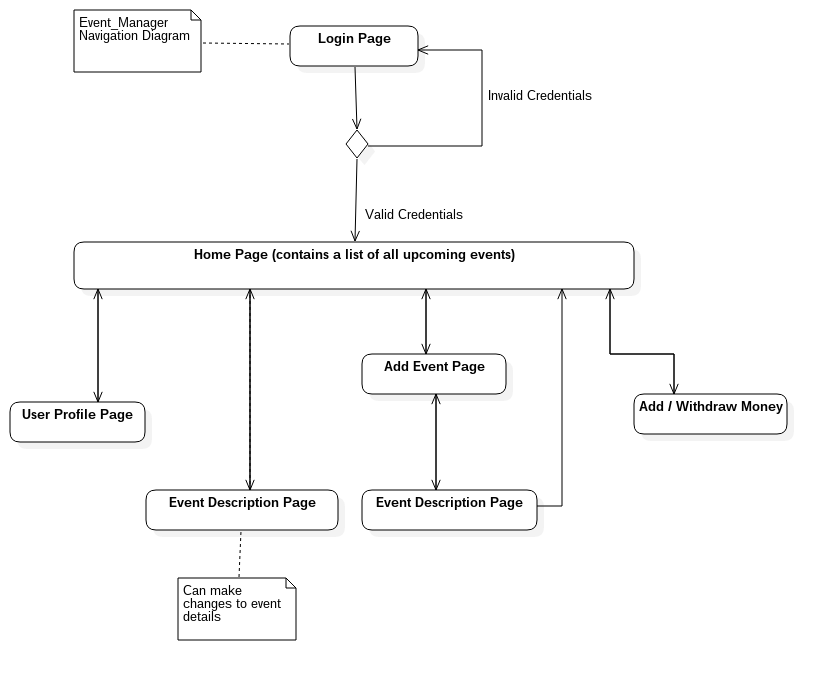 Event_Manager
Navigation Diagram
Login Page
Invalid Credentials
Valid Credentials
Home Page (contains a list of all upcoming events)
Add Event Page
User Profile Page
Add / Withdraw Money
Event Description Page
Event Description Page
Can make
changes to event
details